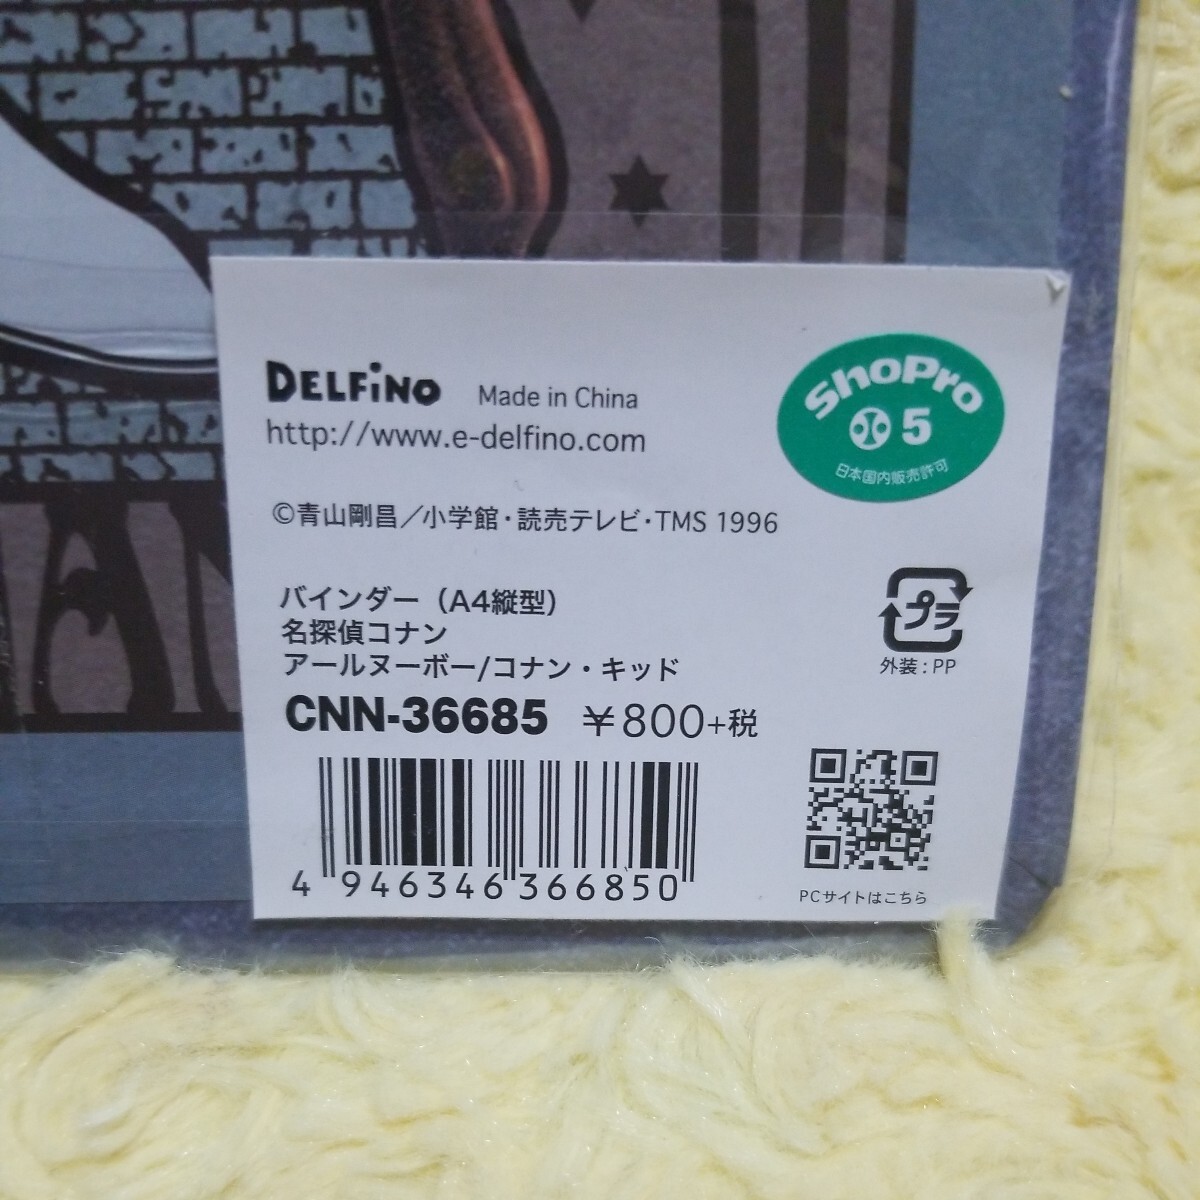 DELFiNO Made in China
http://www.e-delfino.com
ShoPro
5
日本国内販売許可
©青山剛昌／小学館・読売テレビ・TMS 1996
バインダー（A4縦型）
名探偵コナン
アールヌーボー/コナン・キッド
CNN-36685 ￥800+税
プラ
外装：PP
4 946346 366850
PCサイトはこちら